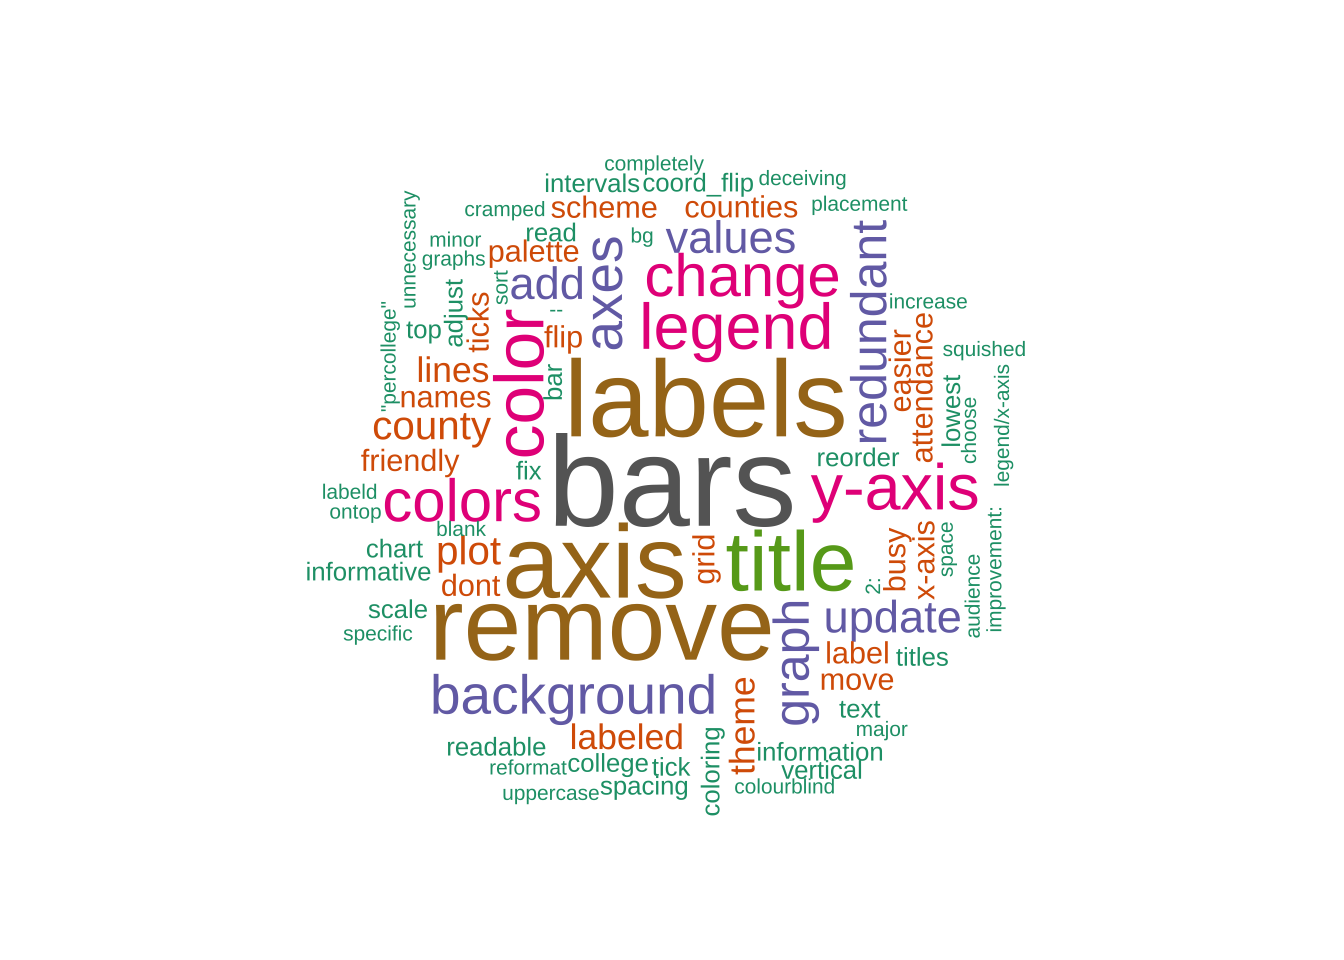 completely
intervals coord_flip deceiving
cramped scheme counties placement
unnecessary minor read bg values redundant
graphs palette axes change
sort add increase
"percollege" top adjust ticks color -- flip legend easier attendance
squished
lines bar labels lowest choose legend/x-axis
names
county
friendly fix bars reorder
labeld colors y-axis
ontop
blank
chart plot axis grid title busy x-axis space improvement:
informative dont 2: audience
scale remove graph update
specific
label titles
background theme move
text
labeled major
readable coloring information
reformat college tick vertical
uppercase spacing colourblind